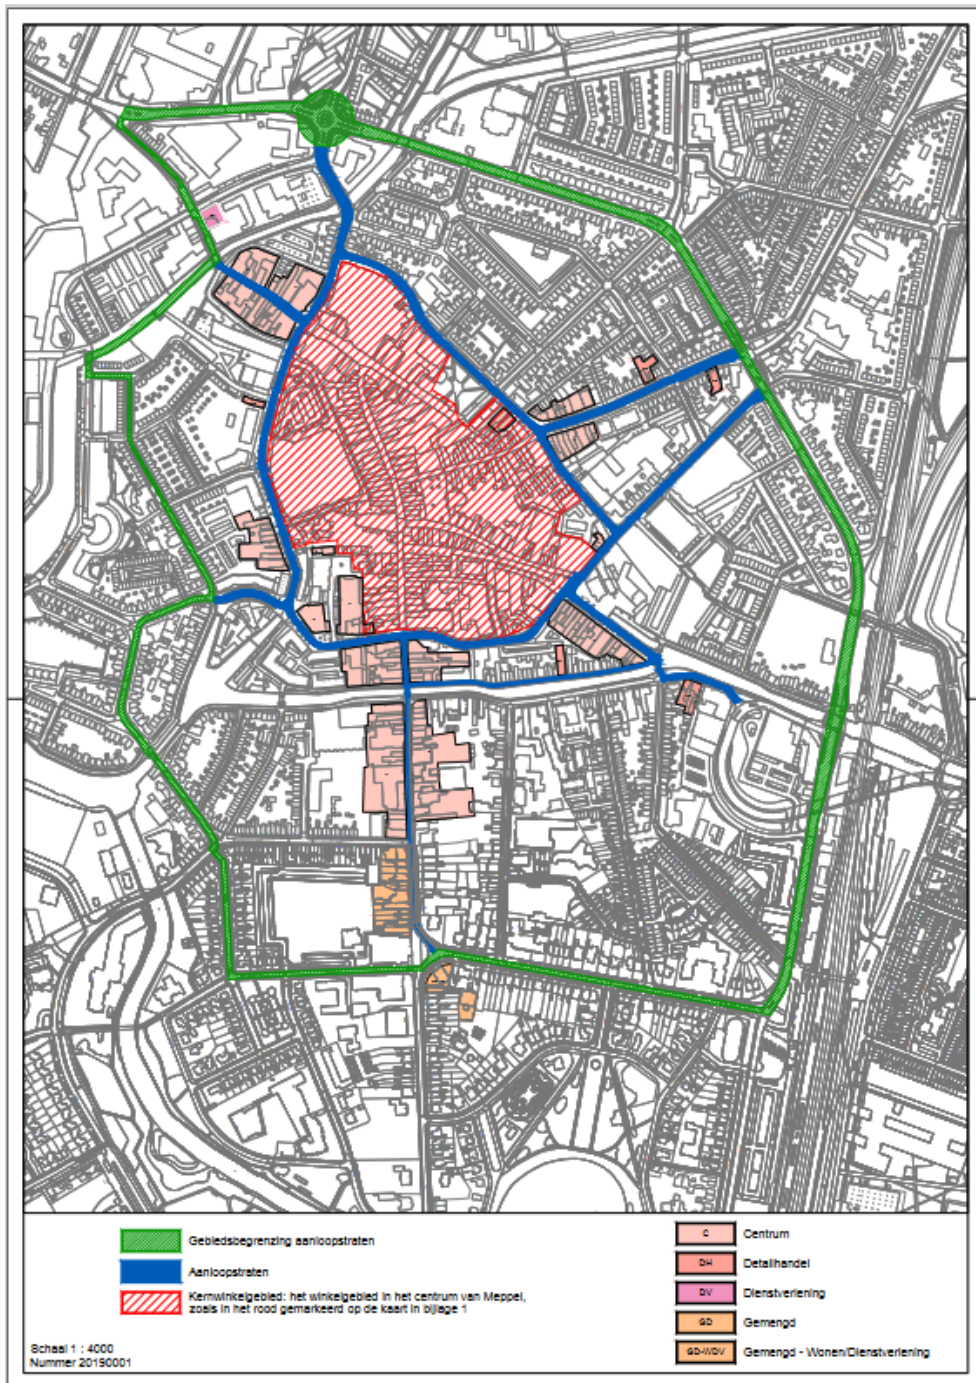 Gebiedsbegrenzing aanloopstraten
Aanloopstraten
Kernwinkelgebied: het winkelgebied in het centrum van Meppel,
zoals in het rood gemarkeerd op de kaart in bijlage 1
C Centrum
DH Detailhandel
DV Dienstverlening
GD Gemengd
GD-WDV Gemengd - Wonen/Dienstverlening
Schaal 1 : 4000
Nummer 20190001